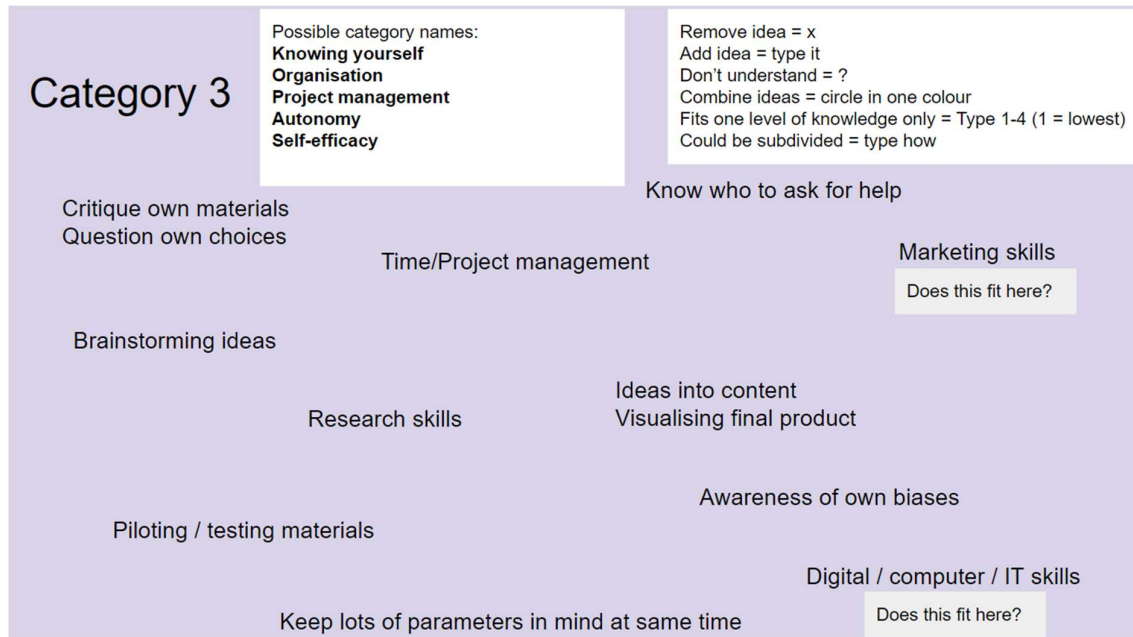 Category 3
Possible category names:
Knowing yourself
Organisation
Project management
Autonomy
Self-efficacy
Remove idea = x
Add idea = type it
Don't understand = ?
Combine ideas = circle in one colour
Fits one level of knowledge only = Type 1-4 (1 = lowest)
Could be subdivided = type how
Know who to ask for help
Critique own materials
Question own choices
Time/Project management
Marketing skills
Does this fit here?
Brainstorming ideas
Ideas into content
Visualising final product
Research skills
Awareness of own biases
Piloting / testing materials
Digital / computer / IT skills
Does this fit here?
Keep lots of parameters in mind at same time